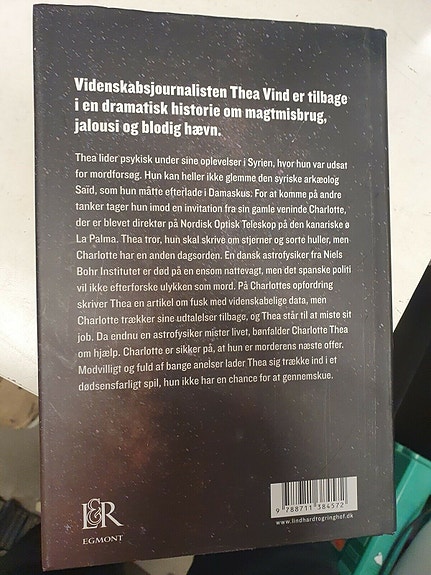 Videnskabsjournalisten Thea Vind er tilbage
i en dramatisk historie om magtmisbrug,
jalousi og blodig hævn.
Thea lider psykisk under sine oplevelser i Syrien, hvor hun var udsat
for mordforsøg. Hun kan heller ikke glemme den syriske arkæolog
Saïd, som hun måtte efterlade i Damaskus. For at komme på andre
tanker tager hun imod en invitation fra sin gamle veninde Charlotte,
der er blevet direktør på Nordisk Optisk Teleskop på den kanariske ø
La Palma. Thea tror, hun skal skrive om stjerner og sorte huller, men
Charlotte har en anden dagsorden. En dansk astrofysiker fra Niels
Bohr Institutet er død på en ensom nattevagt, men det spanske politi
vil ikke efterforske ulykken som mord. På Charlottes opfordring
skriver Thea en artikel om fusk med videnskabelige data, men
Charlotte trækker sine udtalelser tilbage, og Thea står til at miste sit
job. Da endnu en astrofysiker mister livet, bønfalder Charlotte Thea
om hjælp. Charlotte er sikker på, at hun er morderens næste offer.
Modvilligt og fuld af bange anelser lader Thea sig trække ind i et
dødsensfarligt spil, hun ikke har en chance for at gennemskue.
L&R
EGMONT
9 788711 384572
www.lindhardtogringhof.dk